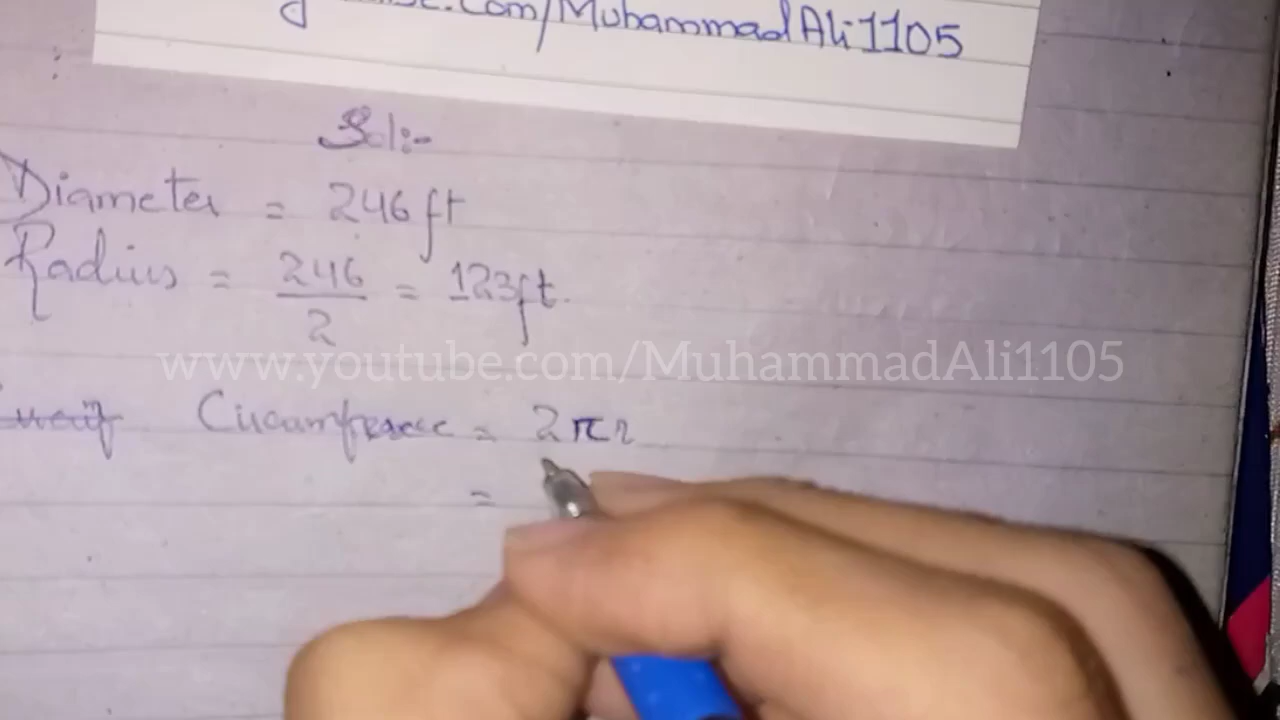 .com/MuhammadAli1105
Sol:-
Diameter = 246 ft
Radius = 246/2 = 123ft.
www.youtube.com/MuhammadAli1105
Circumference = 2πr
=